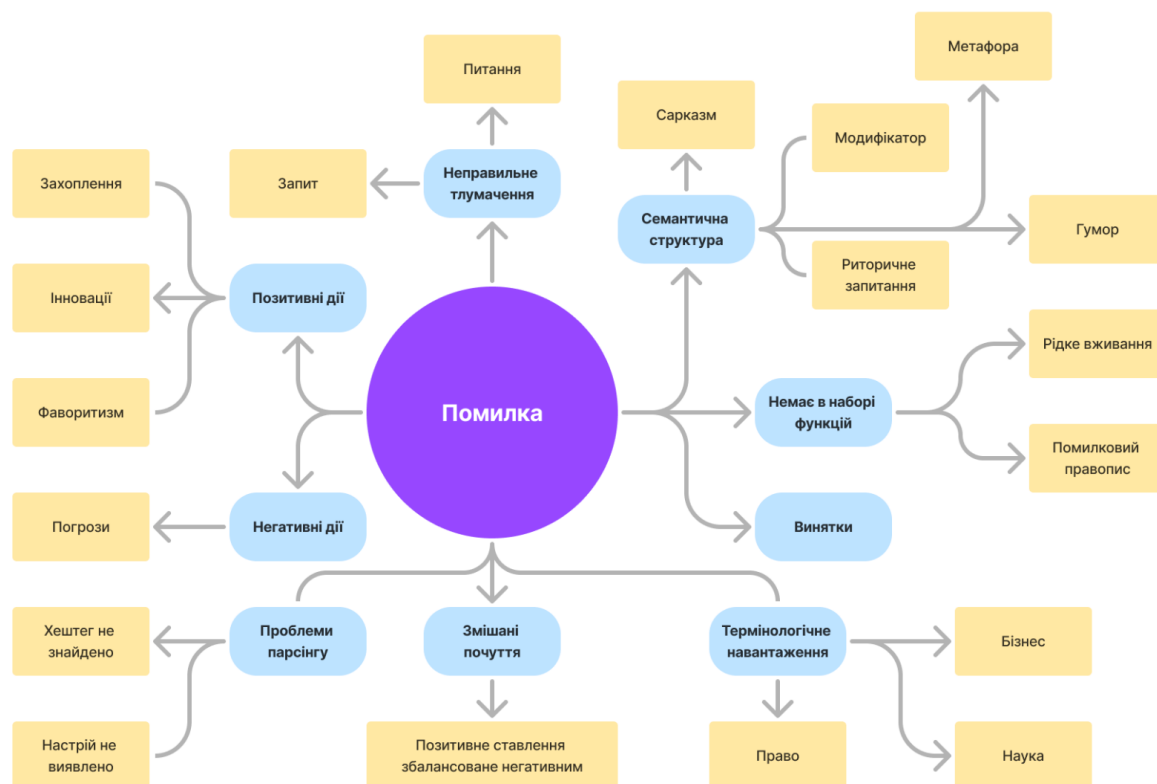 Метафора
Питання
Сарказм
Модифікатор
Захоплення
Запит
Неправильне
тлумачення
Семантична
структура
Гумор
Риторичне
запитання
Інновації
Позитивні дії
Рідке вживання
Фаворитизм
Помилка
Немає в наборі
функцій
Помилковий
правопис
Погрози
Негативні дії
Винятки
Хештег не
знайдено
Проблеми
парсінгу
Змішані
почуття
Термінологічне
навантаження
Бізнес
Настрій не
виявлено
Позитивне ставлення
збалансоване негативним
Право
Наука